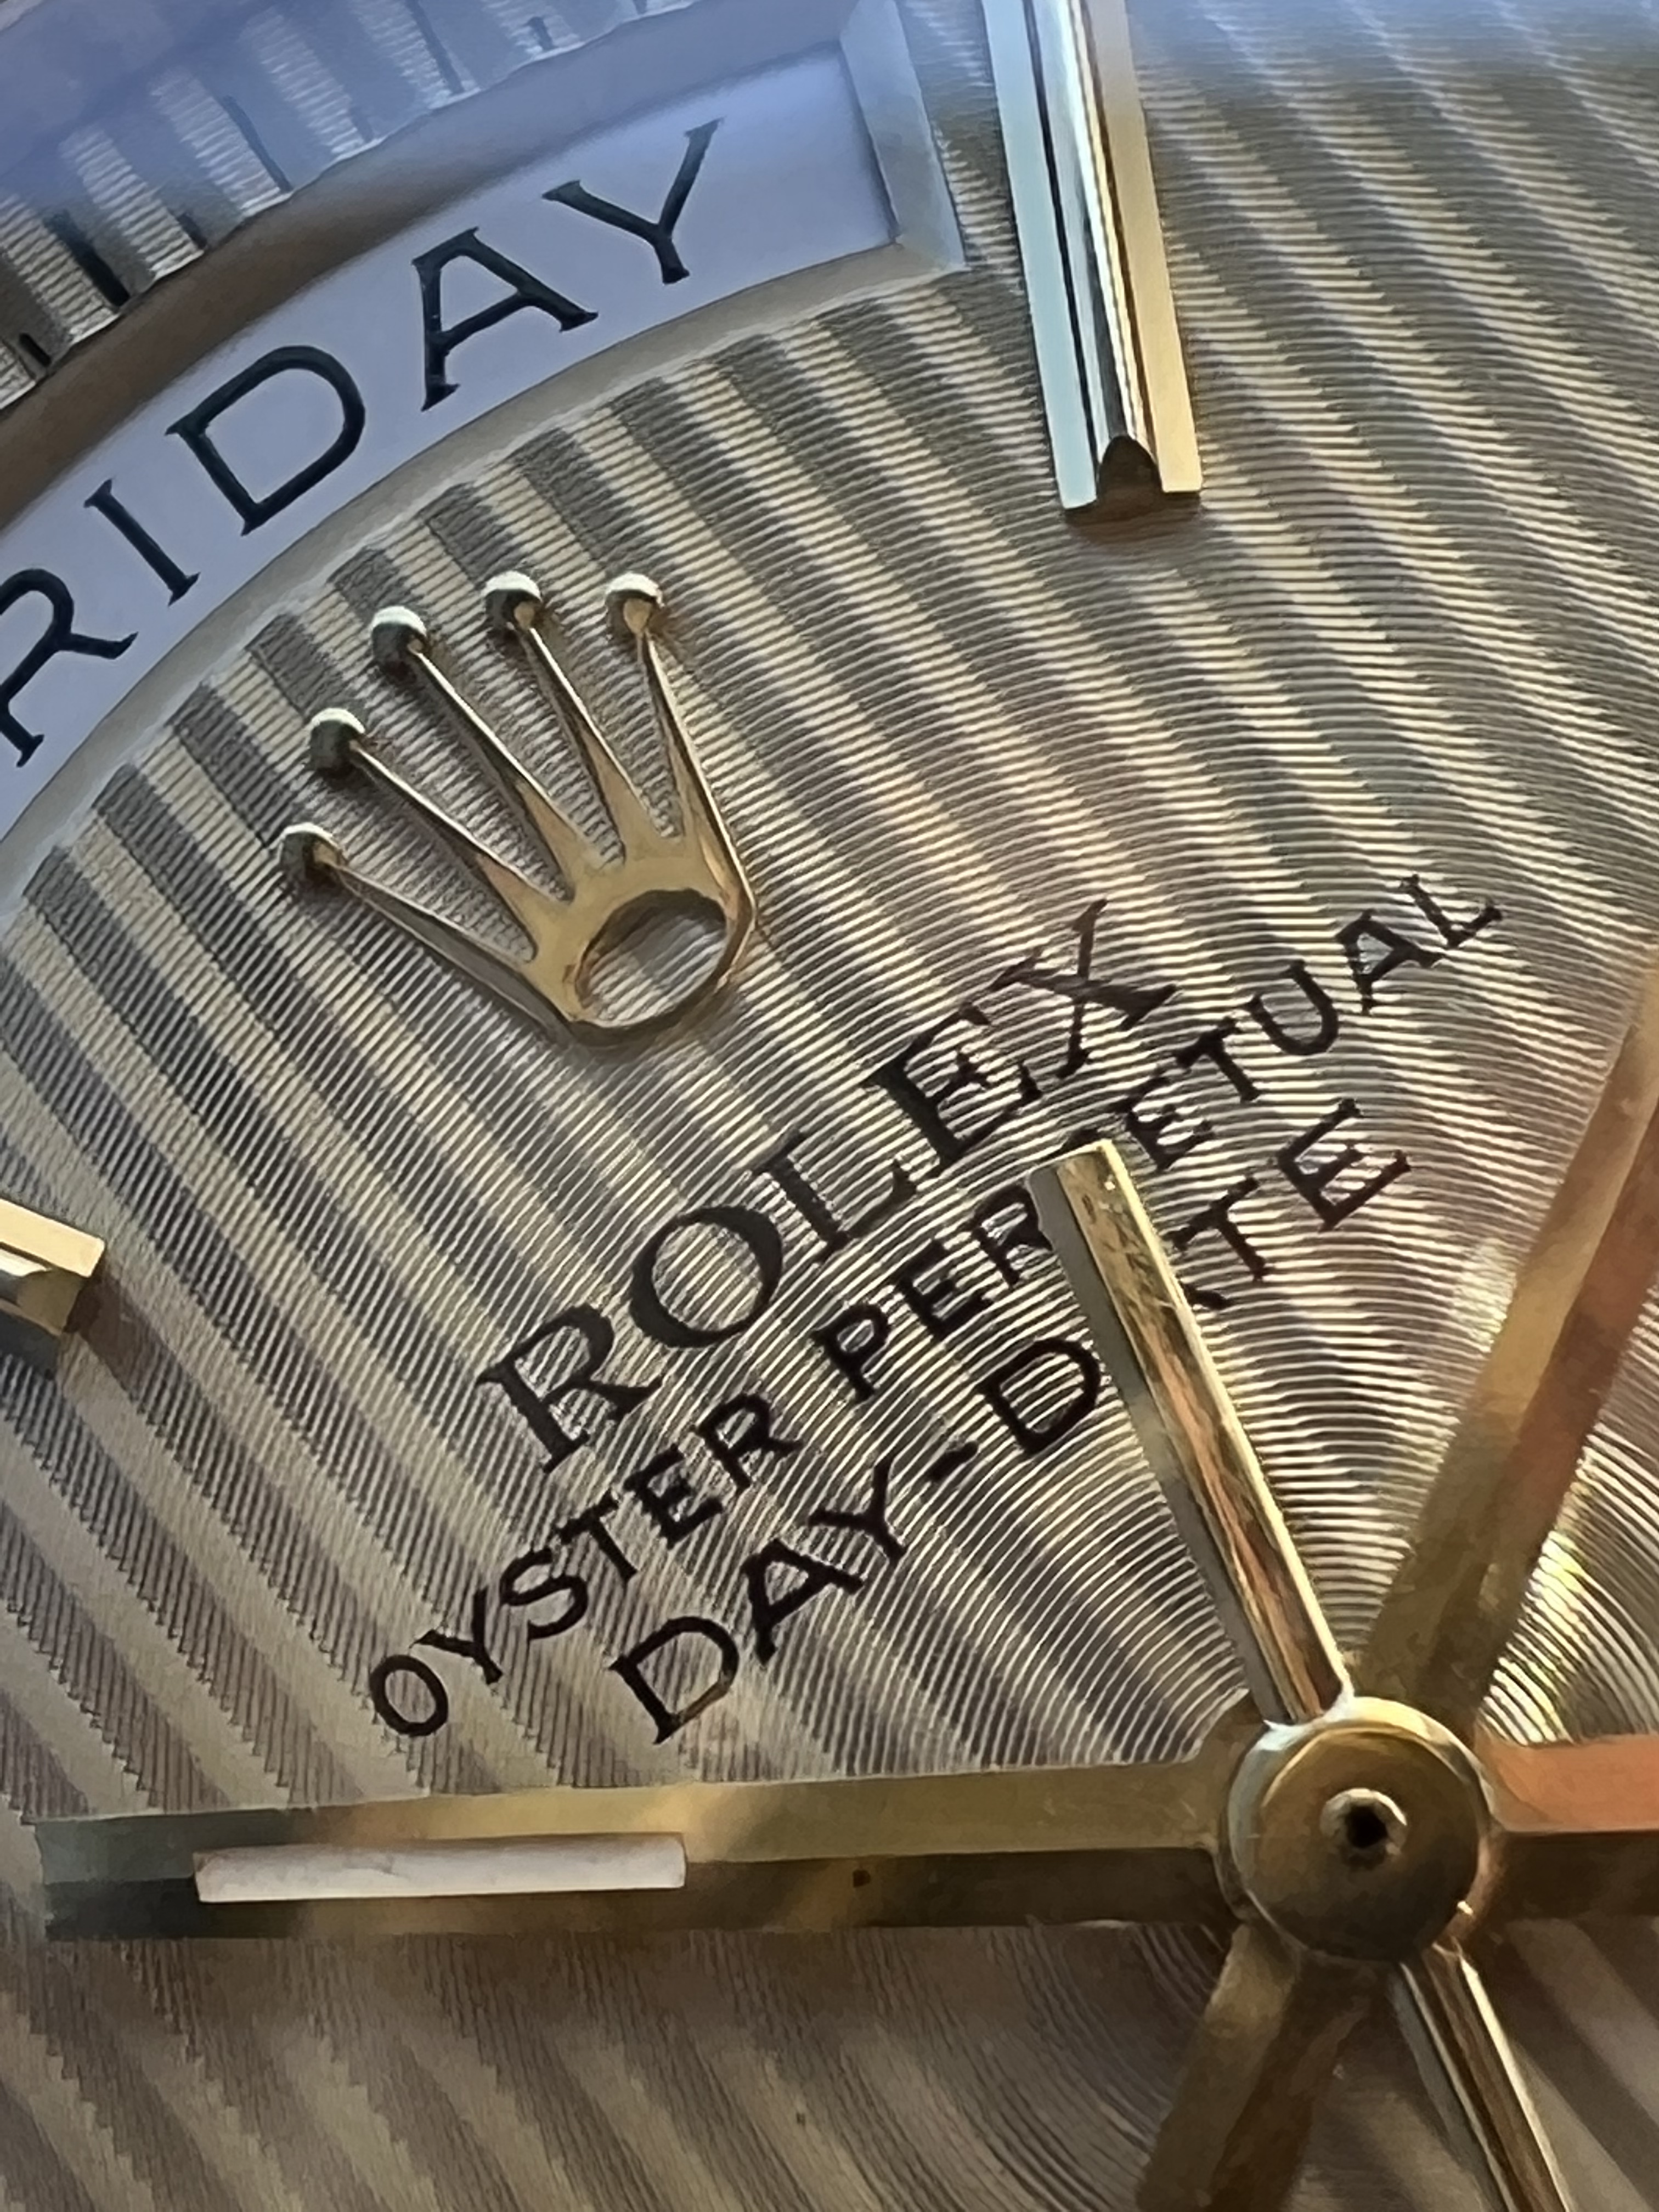 RIDAY
ROLEX
OYSTER PERPETUAL
DAY-DATE